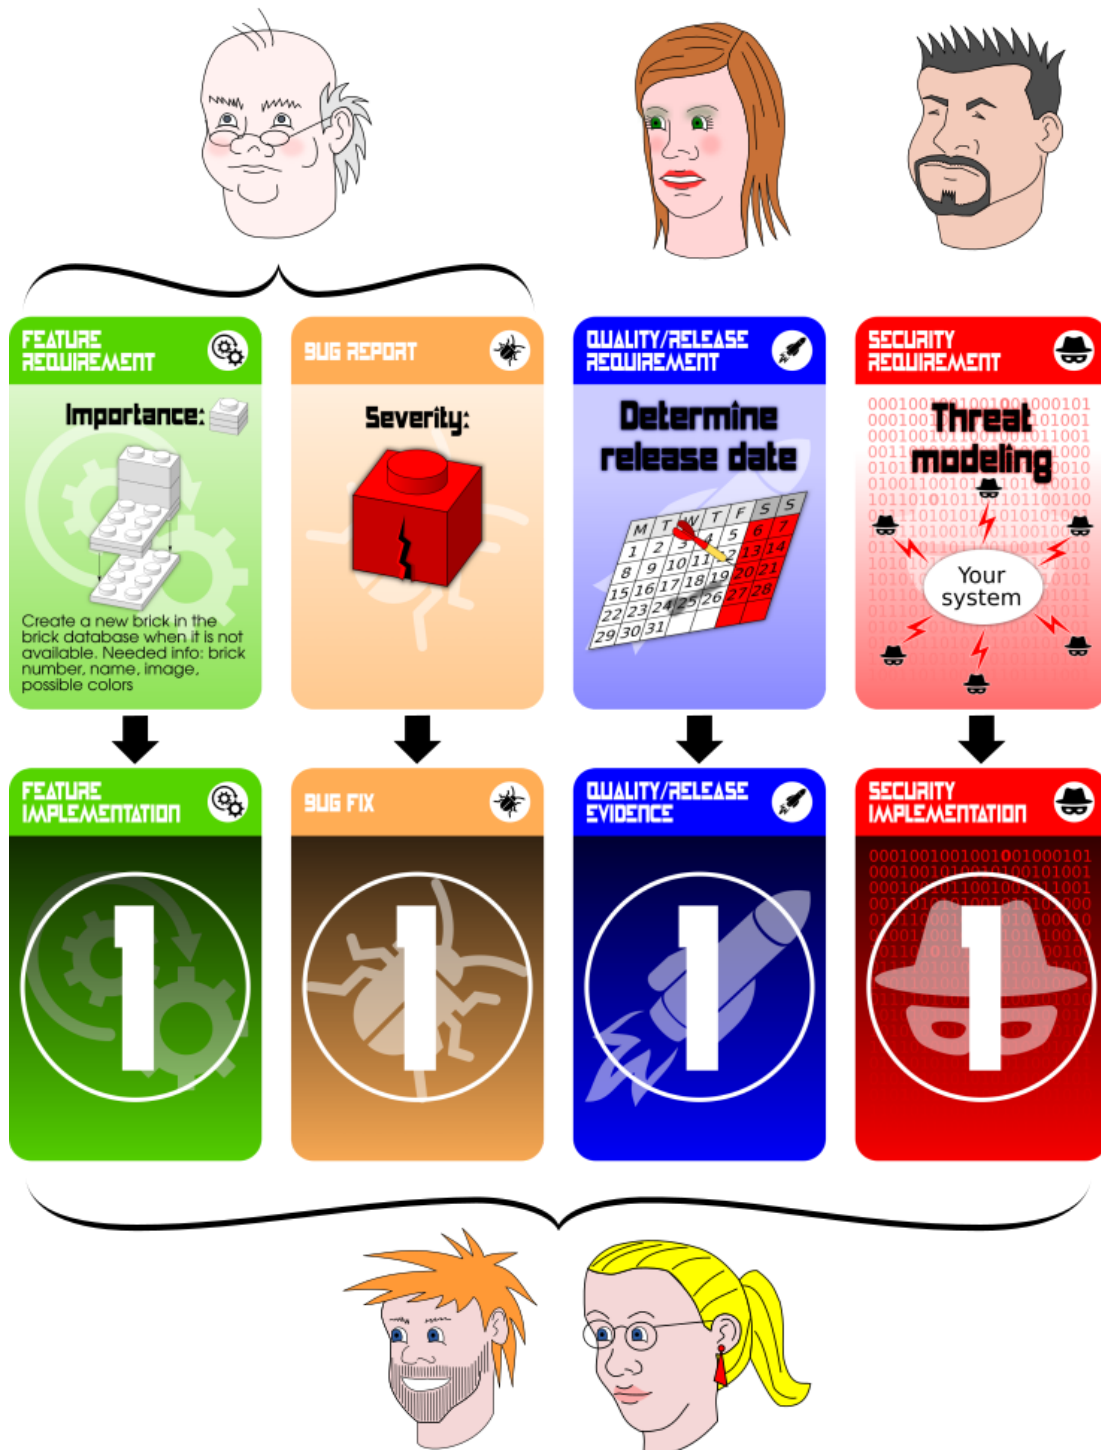 FEATURE
REQUIREMENT
Importance:
Create a new brick in the
brick database when it is not
available. Needed info: brick
number, name, image,
possible colors
BUG REPORT
Severity:
QUALITY/RELEASE
REQUIREMENT
Determine
release date
M T W T F S S
1 2 3 4 5 6 7
8 9 10 11 12 13 14
15 16 17 18 19 20 21
22 23 24 25 26 27 28
29 30 31
SECURITY
REQUIREMENT
Threat
modeling
Your
system
FEATURE
IMPLEMENTATION
1
BUG FIX
1
QUALITY/RELEASE
EVIDENCE
1
SECURITY
IMPLEMENTATION
1